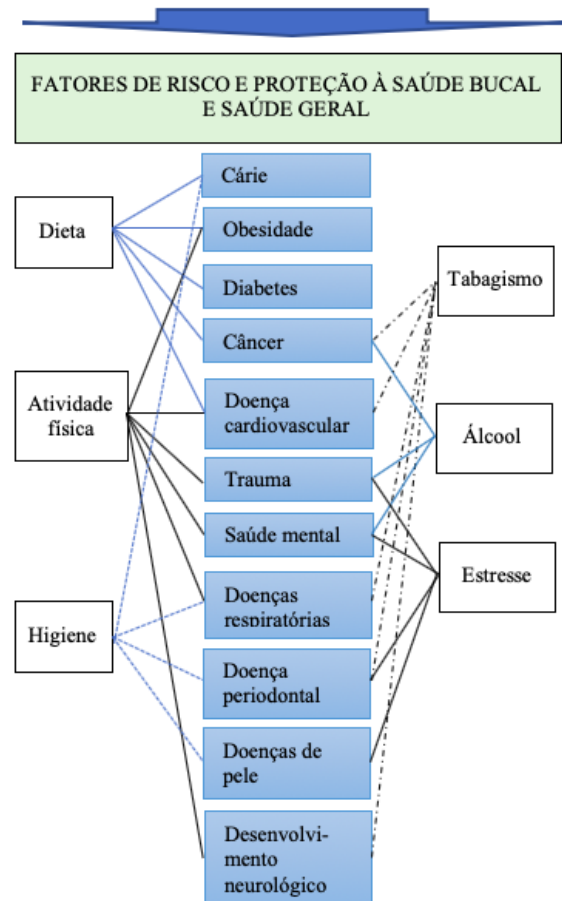 FATORES DE RISCO E PROTEÇÃO À SAÚDE BUCAL
E SAÚDE GERAL
Cárie
Dieta
Obesidade
Diabetes
Tabagismo
Câncer
Atividade
física
Doença
cardiovascular
Álcool
Trauma
Saúde mental
Estresse
Doenças
respiratórias
Higiene
Doença
periodontal
Doenças de
pele
Desenvolvi-
mento
neurológico